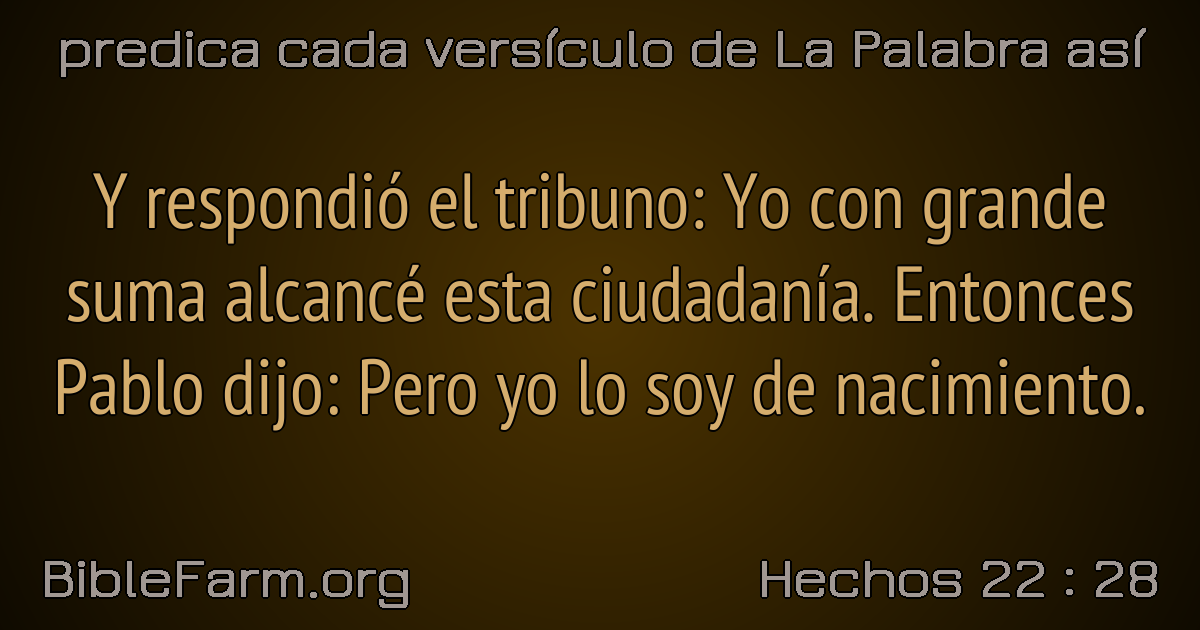 predica cada versículo de La Palabra así
Y respondió el tribuno: Yo con grande
suma alcancé esta ciudadanía. Entonces
Pablo dijo: Pero yo lo soy de nacimiento.
BibleFarm.org
Hechos 22 : 28